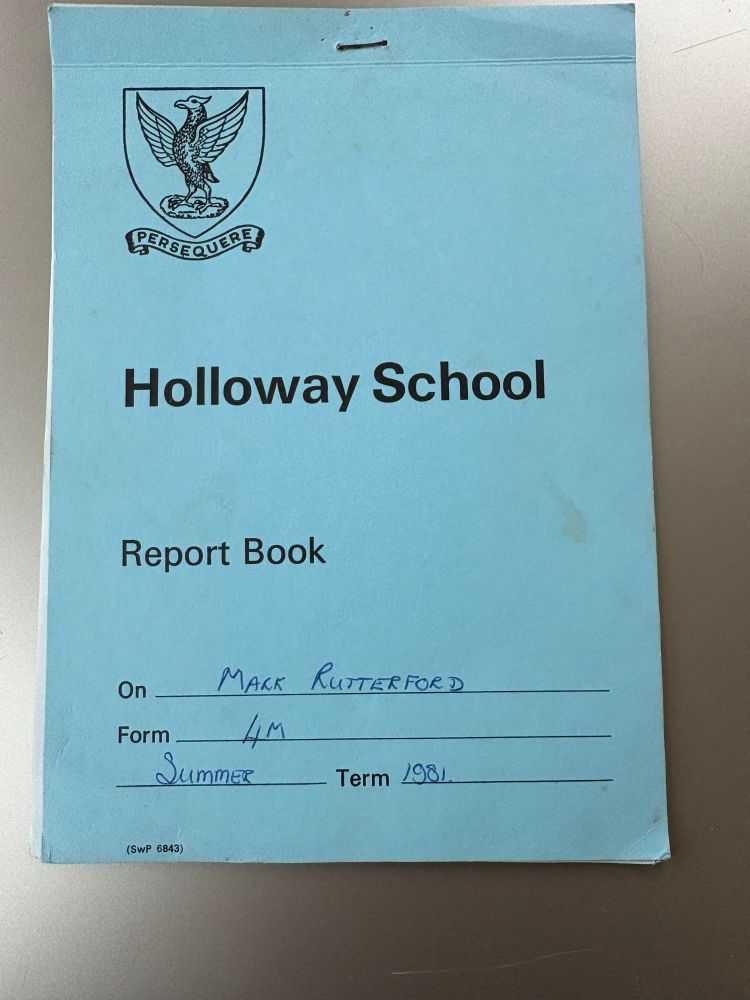 PERSEQUERE
Holloway School
Report Book
On MARK RUTTERFORD
Form 4M
Summer Term 1981.
(SwP 6843)